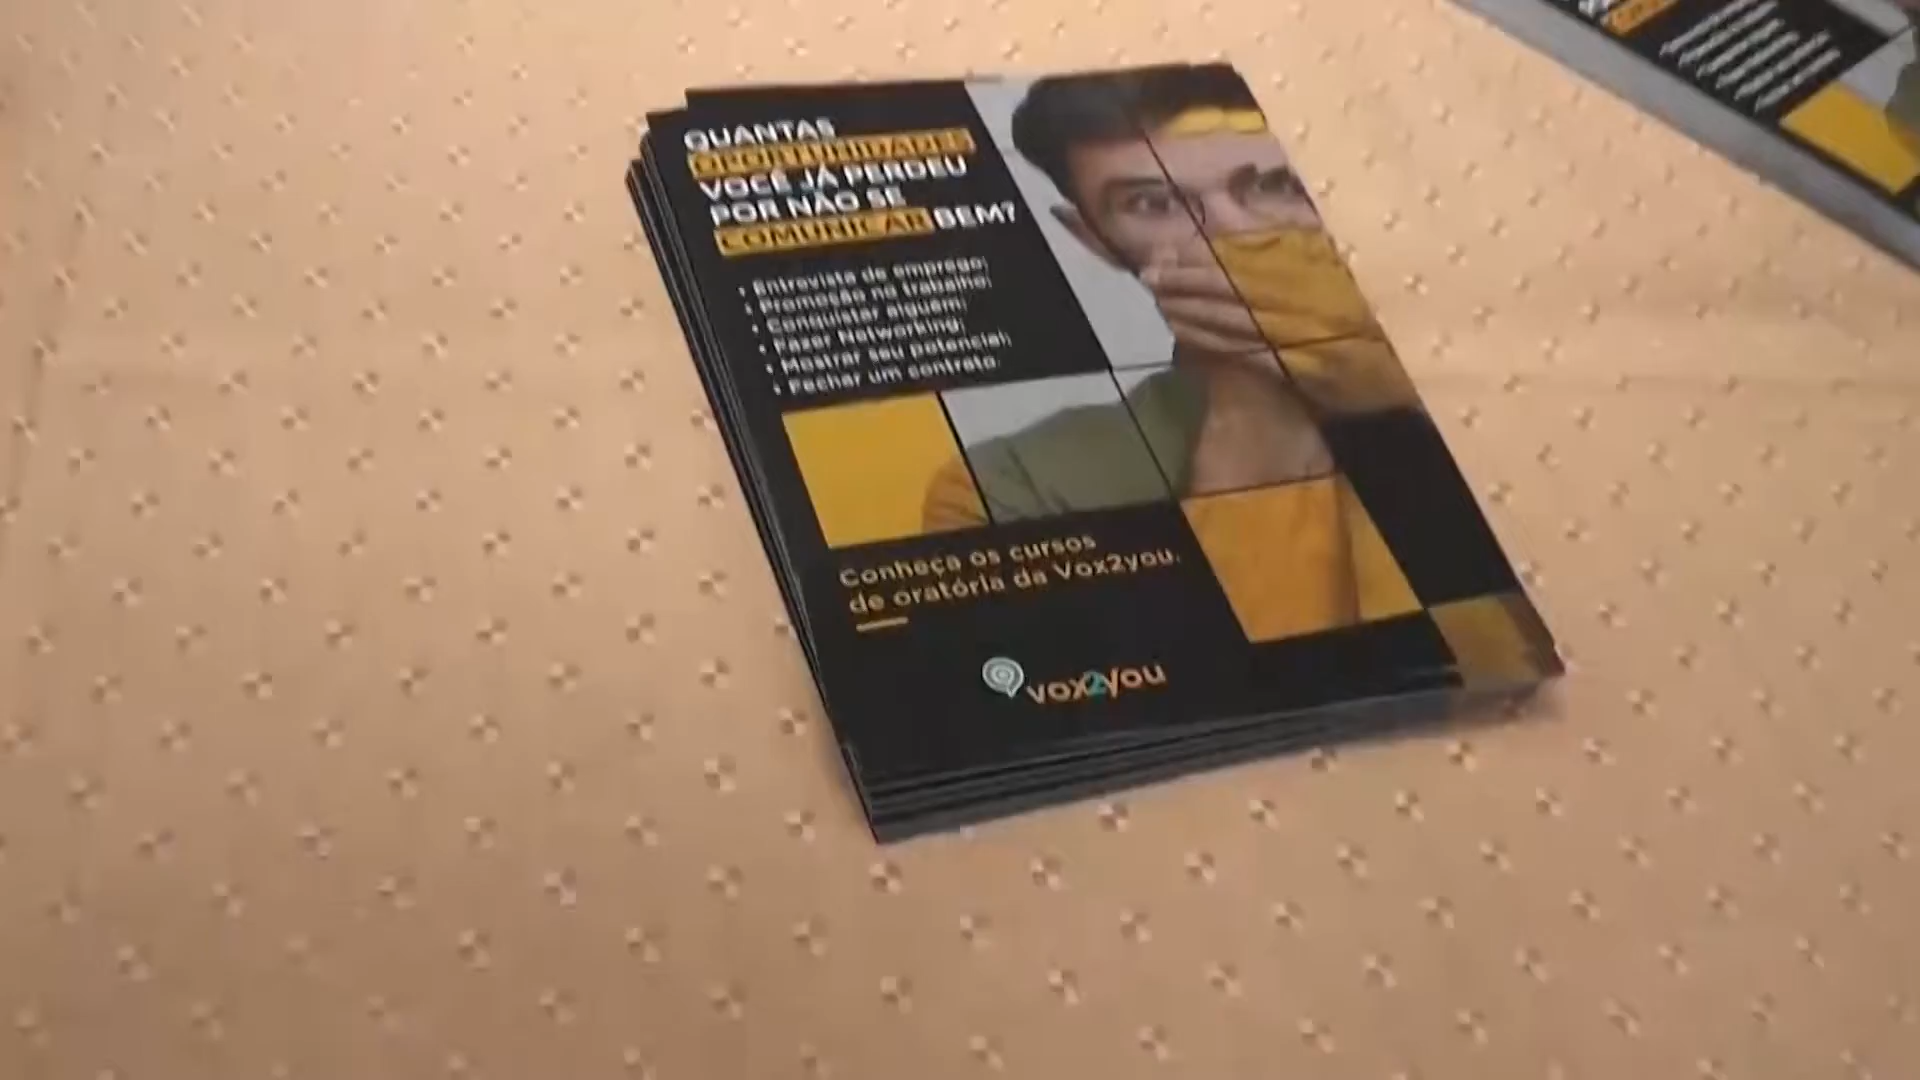 QUANTAS
OPORTUNIDADES
VOCÊ JÁ PERDEU
POR NÃO SE
COMUNICAR BEM?
• Entrevista de emprego;
• Promoção no trabalho;
• Conquistar alguém;
• Fazer Networking;
• Mostrar seu potencial;
• Fechar um contrato.
Conheça os cursos
de oratória da Vox2you.
vox2you